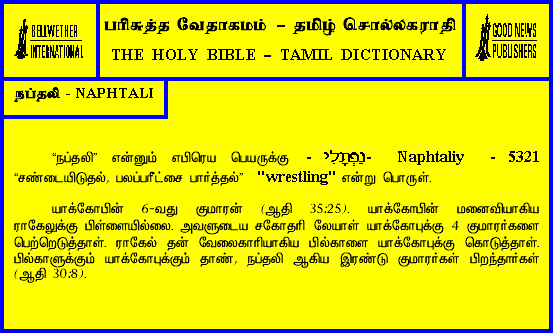 BELLWETHER
INTERNATIONAL
பரிசுத்த வேதாகமம் – தமிழ் சொல்லகராதி
THE HOLY BIBLE – TAMIL DICTIONARY
GOOD NEWS
PUBLISHERS
நப்தலி - NAPHTALI
“நப்தலி” என்னும் எபிரெய பெயருக்கு - נַפְתָּלִי- Naphtaliy - 5321
“சண்டையிடுதல், பலப்பரீட்சை பார்த்தல்” "wrestling" என்று பொருள்.
யாக்கோபின் 6-வது குமாரன் (ஆதி 35:25). யாக்கோபின் மனைவியாகிய
ராகேலுக்கு பிள்ளையில்லை. அவளுடைய சகோதரி லேயாள் யாக்கோபுக்கு 4 குமாரர்களை
பெற்றெடுத்தாள். ராகேல் தன் வேலைகாரியாகிய பில்காளை யாக்கோபுக்கு கொடுத்தாள்.
பில்காளுக்கும் யாக்கோபுக்கும் தாண், நப்தலி ஆகிய இரண்டு குமாரர்கள் பிறந்தார்கள்
(ஆதி 30:8).